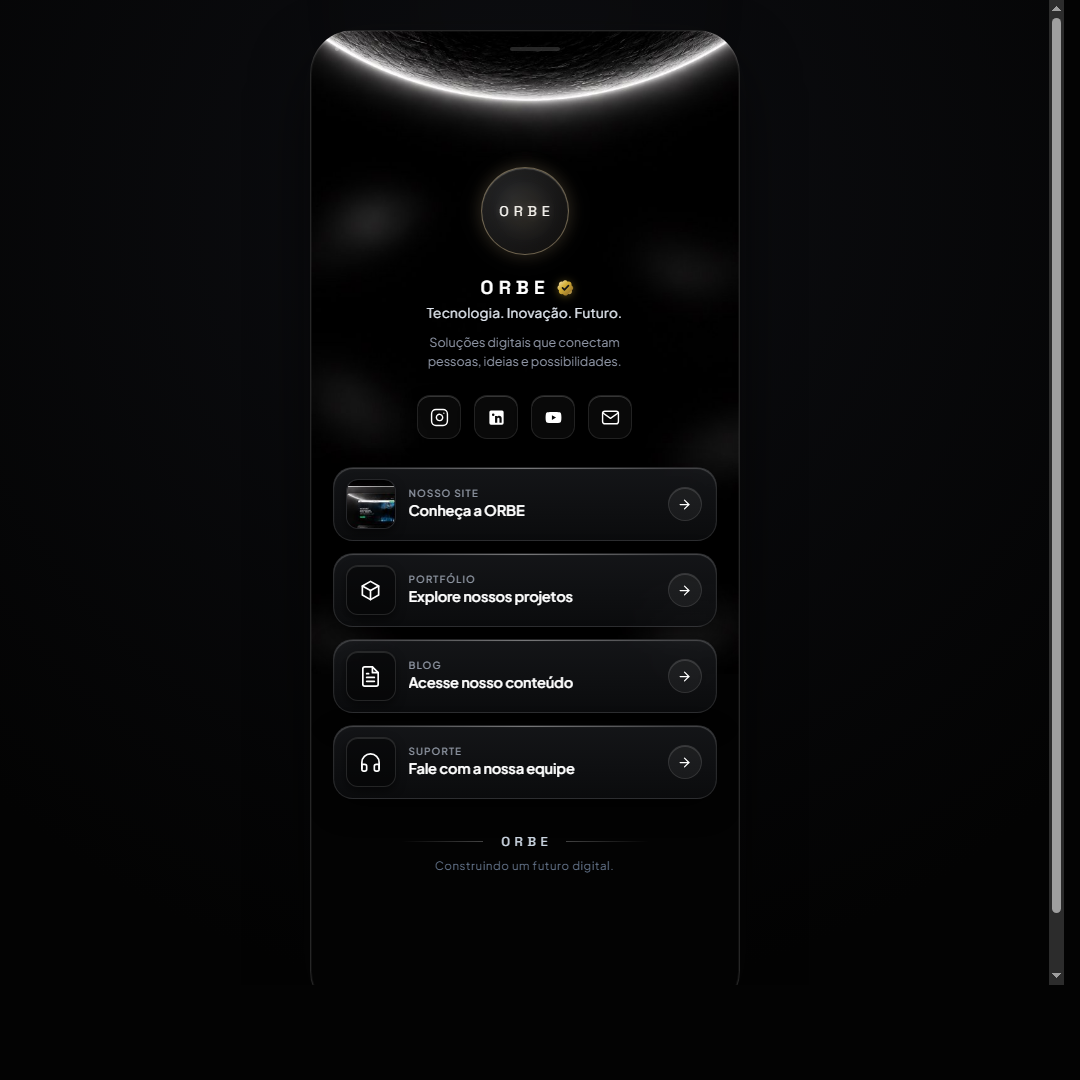 ORBE
ORBE
Tecnologia. Inovação. Futuro.
Soluções digitais que conectam
pessoas, ideias e possibilidades.
NOSSO SITE
Conheça a ORBE
PORTFÓLIO
Explore nossos projetos
BLOG
Acesse nosso conteúdo
SUPORTE
Fale com a nossa equipe
ORBE
Construindo um futuro digital.